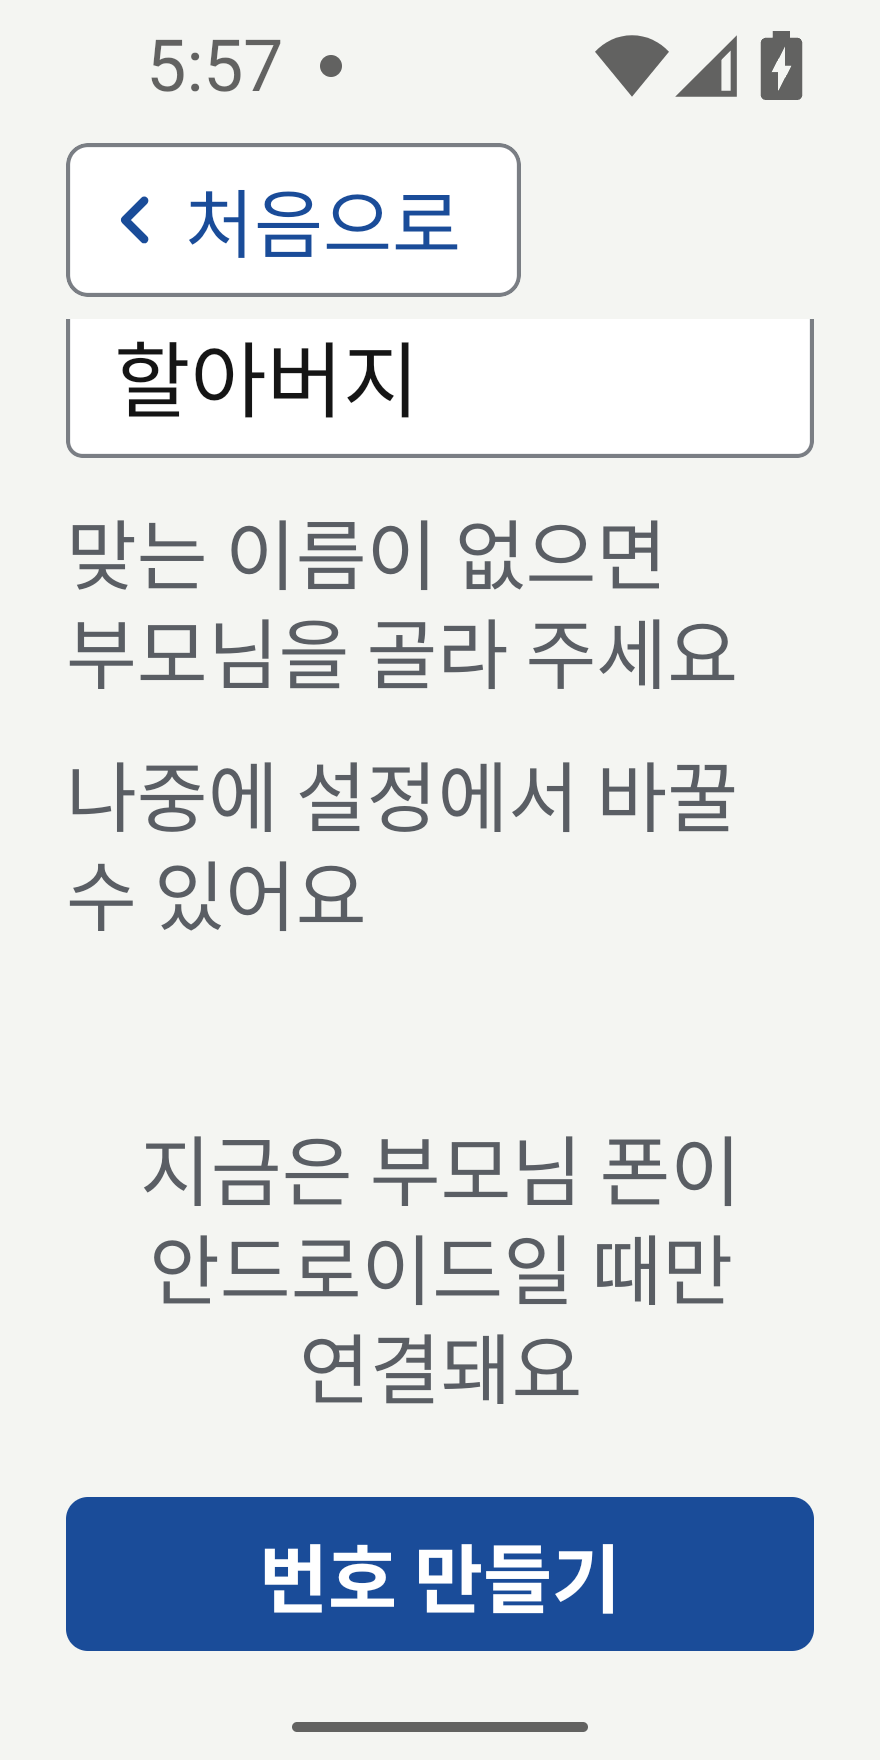 5:57
처음으로
할아버지
맞는 이름이 없으면
부모님을 골라 주세요
나중에 설정에서 바꿀
수 있어요
지금은 부모님 폰이
안드로이드일 때만
연결돼요
번호 만들기